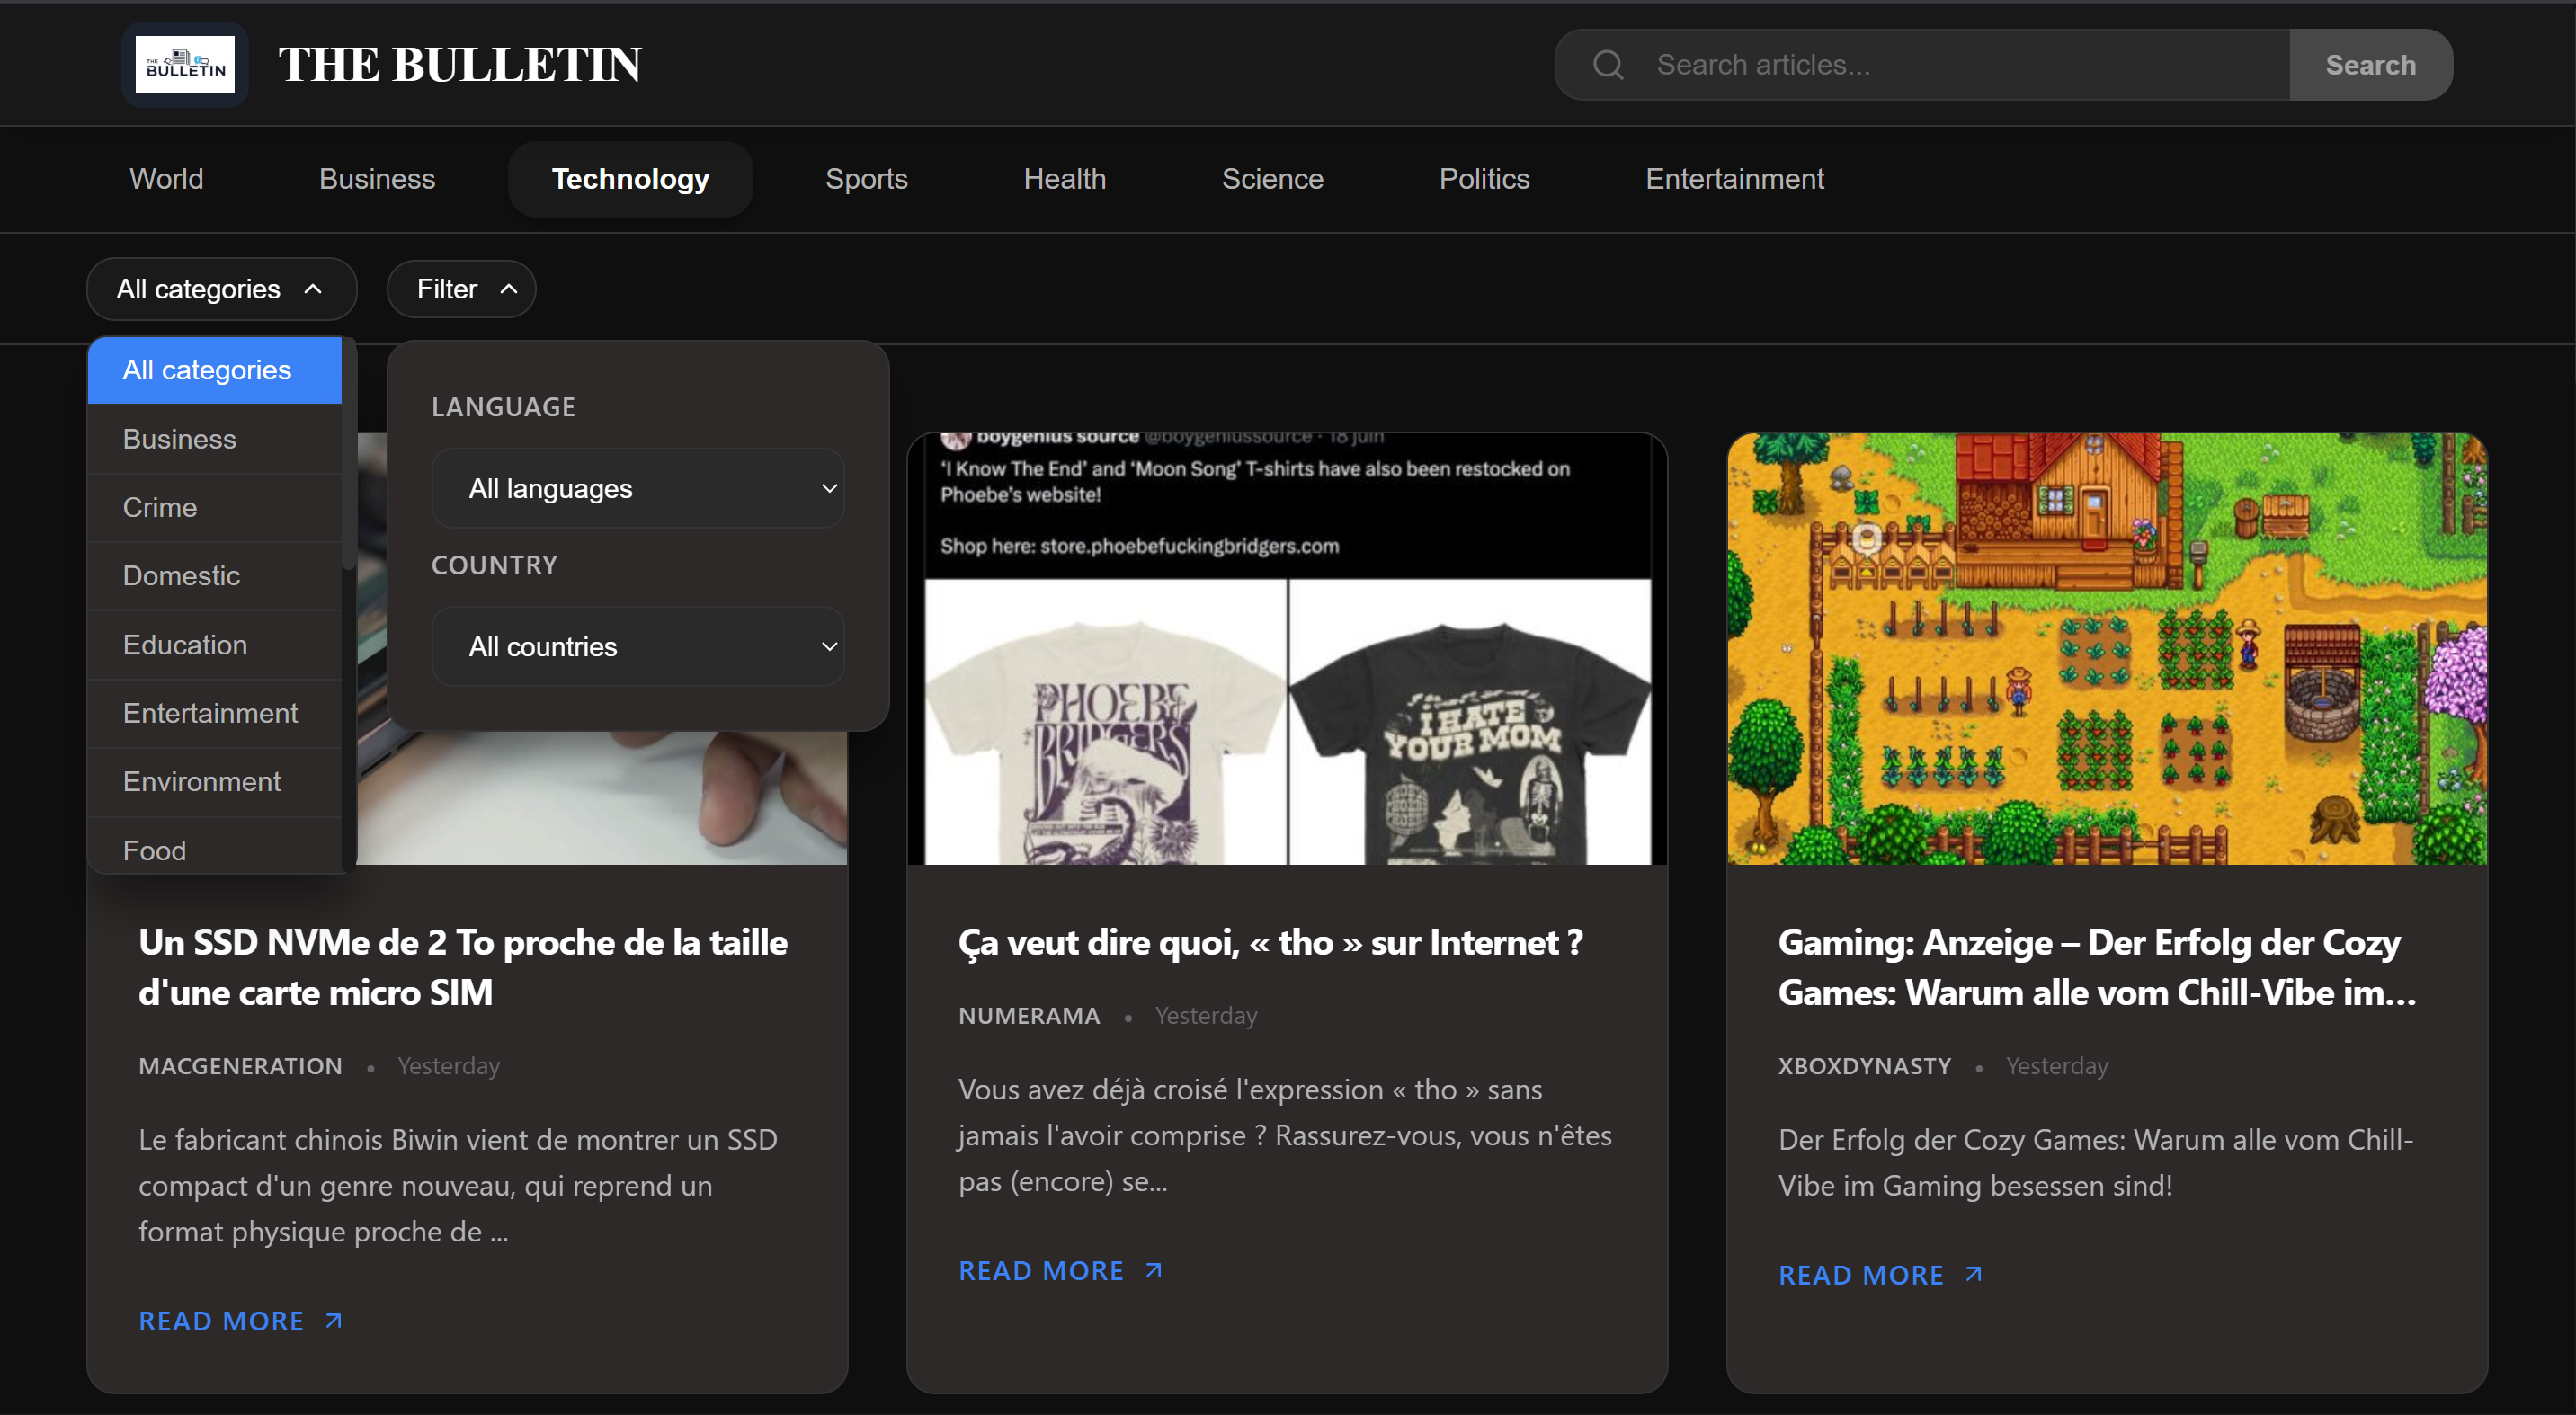 THE
BULLETIN
THE BULLETIN
Search articles...
Search
World
Business
Technology
Sports
Health
Science
Politics
Entertainment
All categories
Filter
All categories
Business
Crime
Domestic
Education
Entertainment
Environment
Food
LANGUAGE
All languages
COUNTRY
All countries
boygenius source @boygeniussource · 18 juin
‘I Know The End’ and ‘Moon Song’ T-shirts have also been restocked on
Phoebe’s website!
Shop here: store.phoebefuckingbridgers.com
PHOEBE
BRIDGERS
I HATE
YOUR MOM
Un SSD NVMe de 2 To proche de la taille
d'une carte micro SIM
MACGENERATION • Yesterday
Le fabricant chinois Biwin vient de montrer un SSD
compact d'un genre nouveau, qui reprend un
format physique proche de ...
READ MORE
Ça veut dire quoi, « tho » sur Internet ?
NUMERAMA • Yesterday
Vous avez déjà croisé l'expression « tho » sans
jamais l'avoir comprise ? Rassurez-vous, vous n'êtes
pas (encore) se...
READ MORE
Gaming: Anzeige – Der Erfolg der Cozy
Games: Warum alle vom Chill-Vibe im...
XBOXDYNASTY • Yesterday
Der Erfolg der Cozy Games: Warum alle vom Chill-
Vibe im Gaming besessen sind!
READ MORE